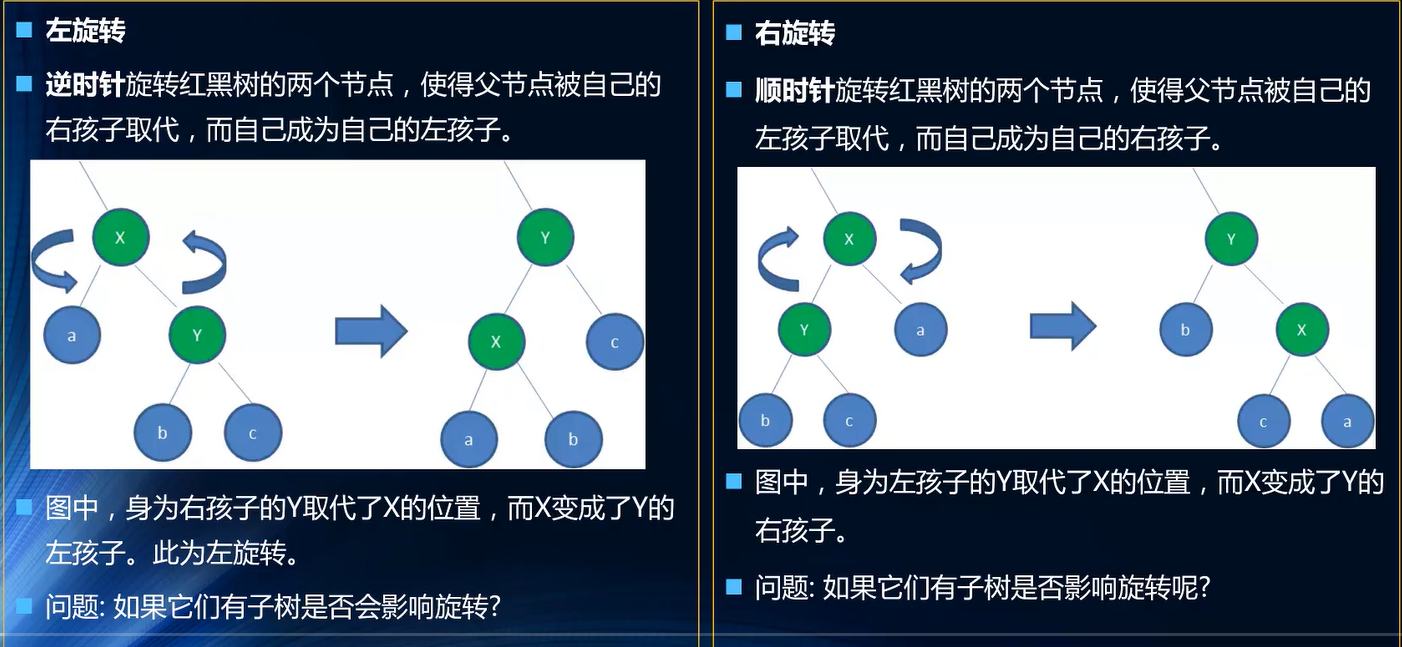 左旋转
逆时针旋转红黑树的两个节点，使得父节点被自己的
右孩子取代，而自己成为自己的左孩子。
X
Y
a
Y
X
c
b
c
a
b
图中，身为右孩子的Y取代了X的位置，而X变成了Y的
左孩子。此为左旋转。
问题: 如果它们有子树是否会影响旋转?
右旋转
顺时针旋转红黑树的两个节点，使得父节点被自己的
左孩子取代，而自己成为自己的右孩子。
X
Y
Y
a
b
X
b
c
c
a
图中，身为左孩子的Y取代了X的位置，而X变成了Y的
右孩子。
问题: 如果它们有子树是否影响旋转呢?